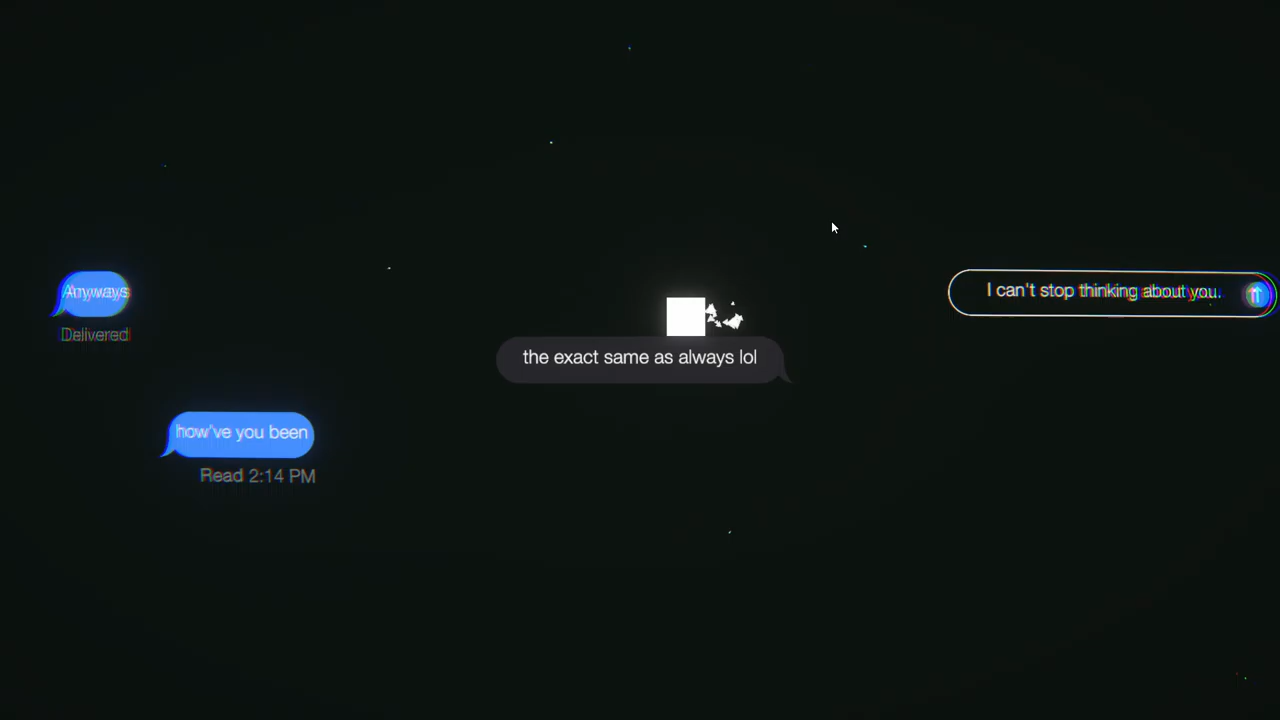 Anyways
Delivered
I can't stop thinking about you.
the exact same as always lol
how've you been
Read 2:14 PM